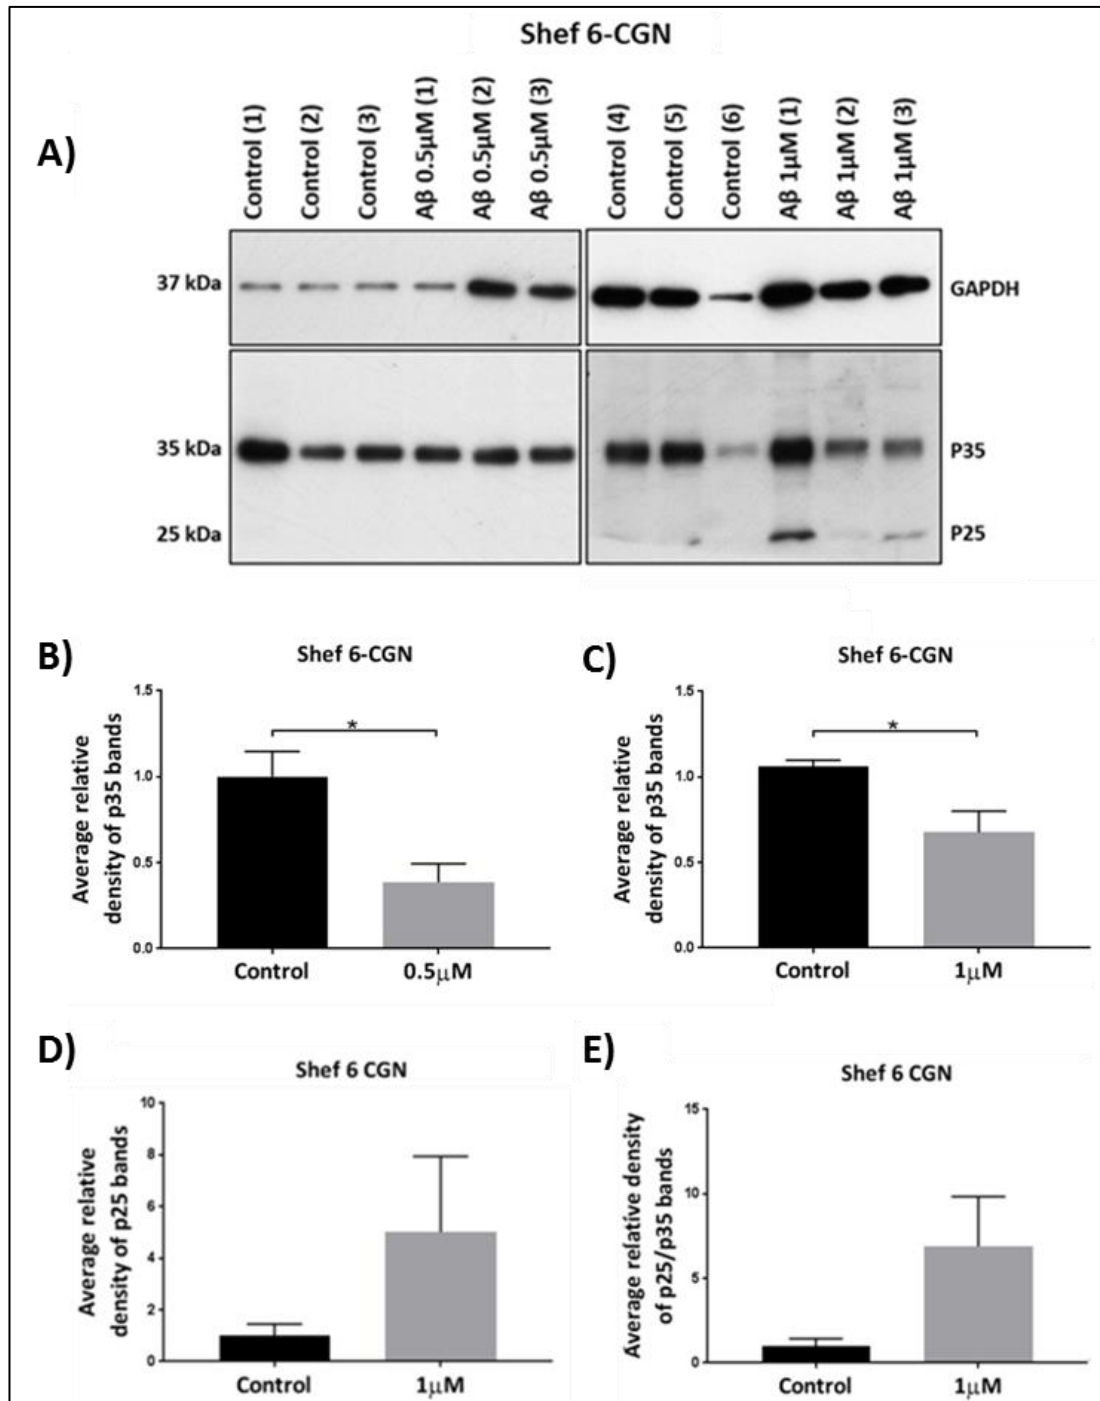 Shef 6-CGN
A)
Control (1)
Control (2)
Control (3)
Aβ 0.5µM (1)
Aβ 0.5µM (2)
Aβ 0.5µM (3)
Control (4)
Control (5)
Control (6)
Aβ 1µM (1)
Aβ 1µM (2)
Aβ 1µM (3)
37 kDa
GAPDH
35 kDa
P35
25 kDa
P25
B)
Shef 6-CGN
Average relative
density of p35 bands
1.5
1.0
0.5
0.0
*
Control
0.5µM
C)
Shef 6-CGN
Average relative
density of p35 bands
1.5
1.0
0.5
0.0
*
Control
1µM
D)
Shef 6 CGN
Average relative
density of p25 bands
10
8
6
4
2
0
Control
1µM
E)
Shef 6 CGN
Average relative density
of p25/p35 bands
15
10
5
0
Control
1µM